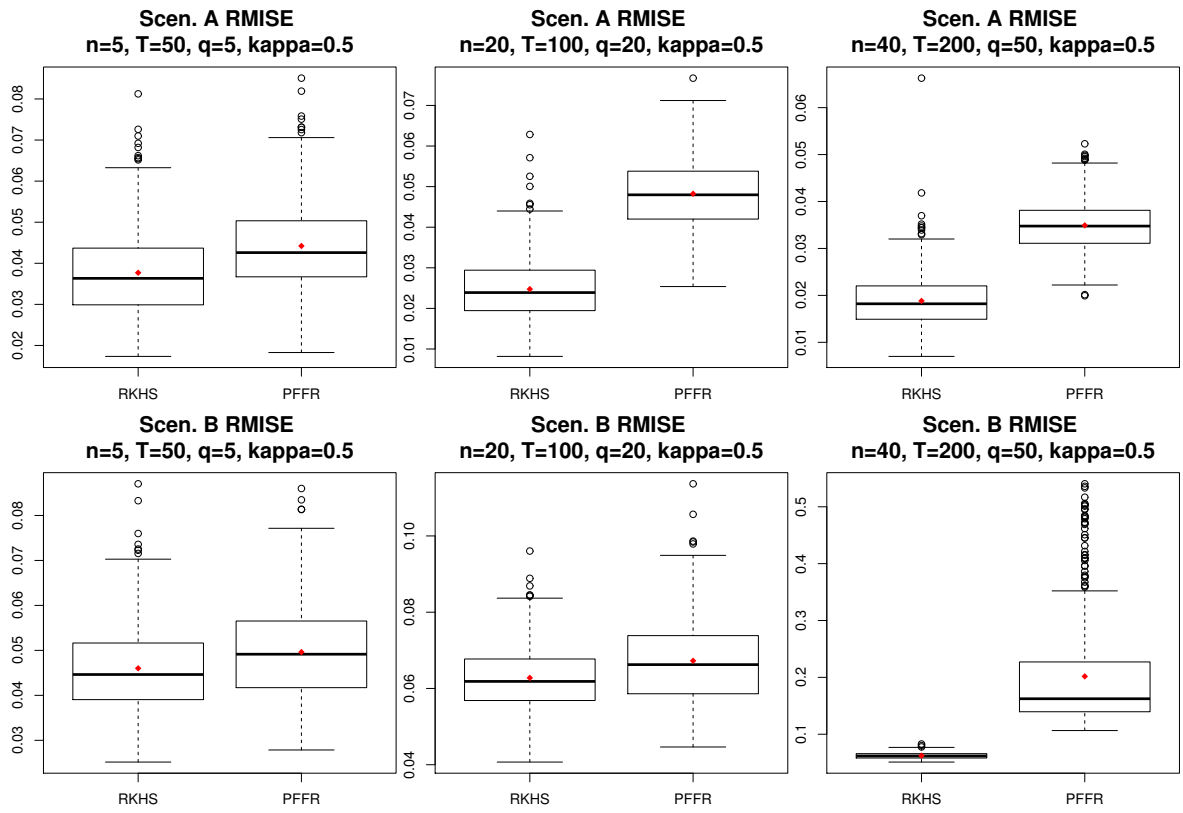 Scen. A RMISE
n=5, T=50, q=5, kappa=0.5
0.08
0.07
0.06
0.05
0.04
0.03
0.02
RKHS PFFR
Scen. A RMISE
n=20, T=100, q=20, kappa=0.5
0.07
0.06
0.05
0.04
0.03
0.02
0.01
RKHS PFFR
Scen. A RMISE
n=40, T=200, q=50, kappa=0.5
0.06
0.05
0.04
0.03
0.02
0.01
RKHS PFFR
Scen. B RMISE
n=5, T=50, q=5, kappa=0.5
0.08
0.07
0.06
0.05
0.04
0.03
RKHS PFFR
Scen. B RMISE
n=20, T=100, q=20, kappa=0.5
0.10
0.08
0.06
0.04
RKHS PFFR
Scen. B RMISE
n=40, T=200, q=50, kappa=0.5
0.5
0.4
0.3
0.2
0.1
RKHS PFFR